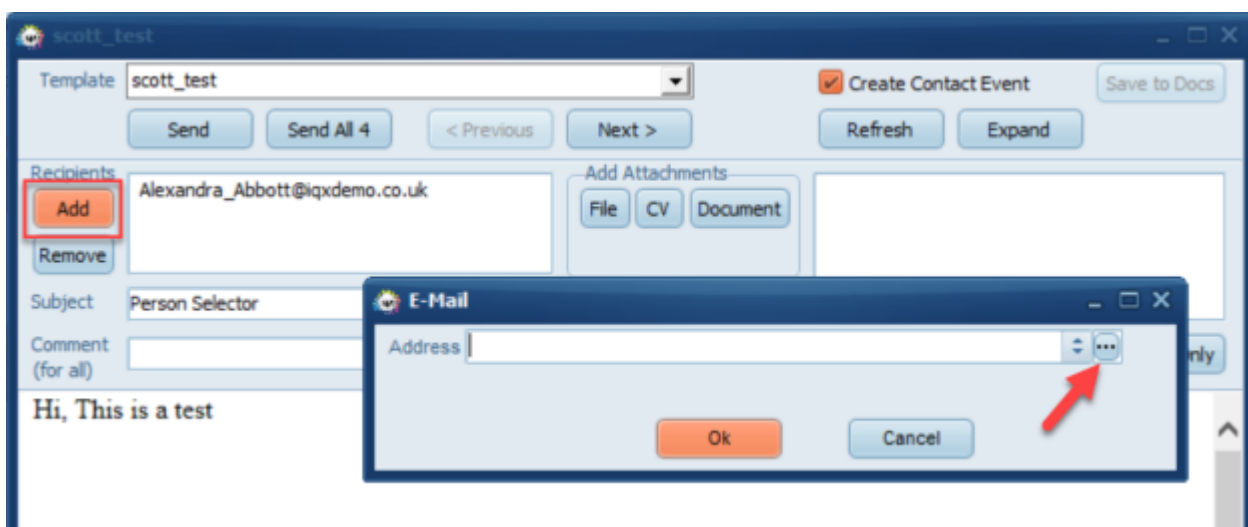 scott_test
Template scott_test Create Contact Event Save to Docs
Send Send All 4 < Previous Next > Refresh Expand
Recipients Add Attachments
Add Alexandra_Abbott@iqxdemo.co.uk File CV Document
Remove
Subject Person Selector
E-Mail
Comment
(for all)
Address ...
nly
Hi, This is a test
Ok Cancel